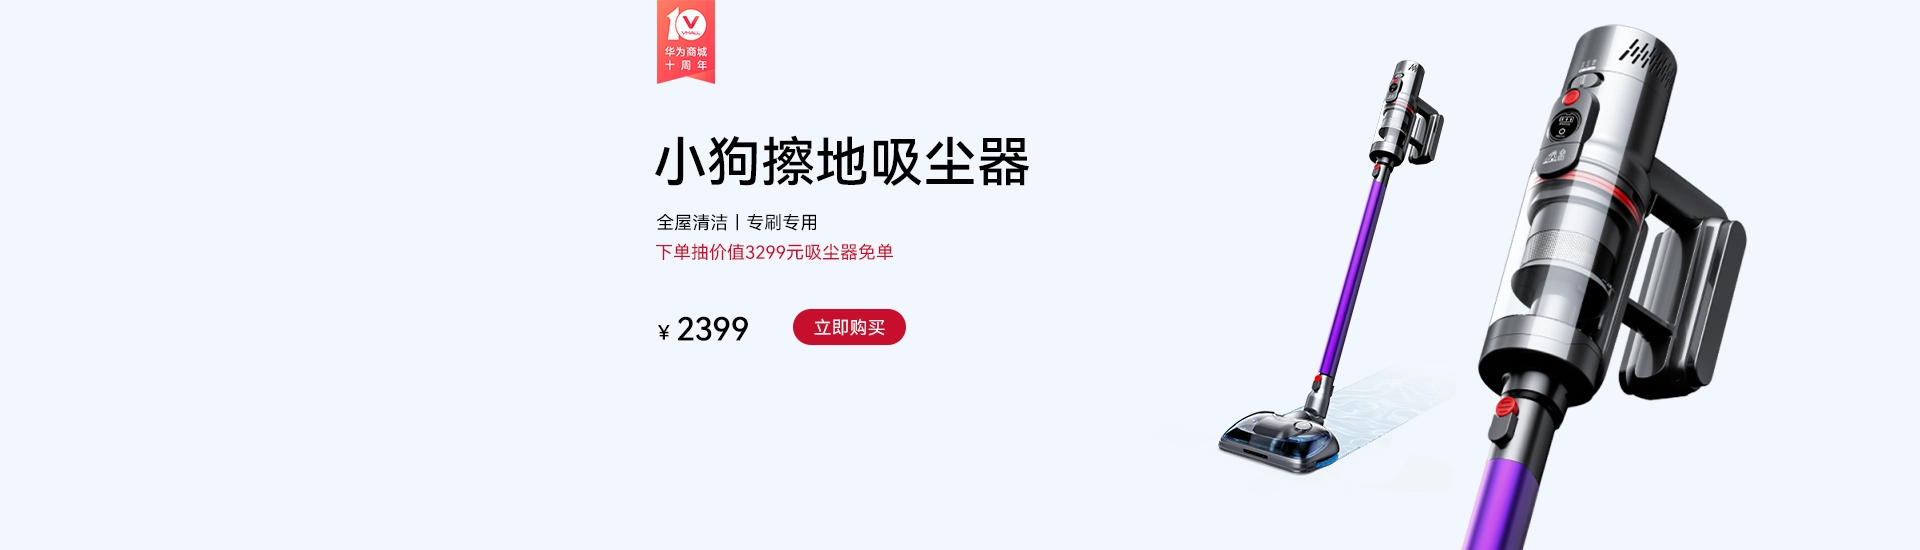 10
VMALL
华为商城
十周年
小狗擦地吸尘器
全屋清洁丨专刷专用
下单抽价值3299元吸尘器免单
¥ 2399
立即购买